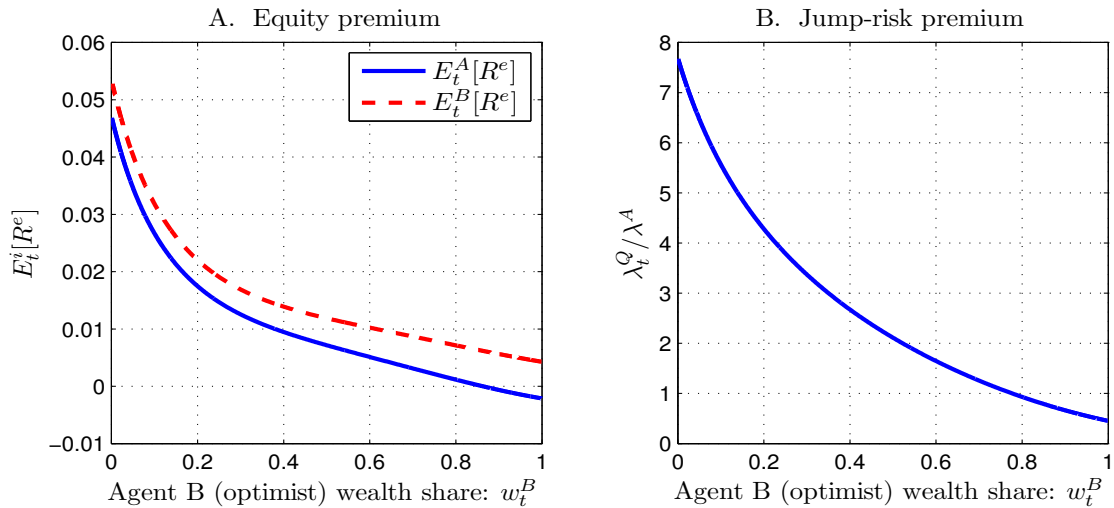 A. Equity premium
0.06
0.05
0.04
0.03
0.02
0.01
0
−0.01
E_t^i[R^e]
E_t^A[R^e]
E_t^B[R^e]
0 0.2 0.4 0.6 0.8 1
Agent B (optimist) wealth share: w_t^B
B. Jump-risk premium
8
7
6
5
4
3
2
1
0
λ_t^Q/λ^A
0 0.2 0.4 0.6 0.8 1
Agent B (optimist) wealth share: w_t^B